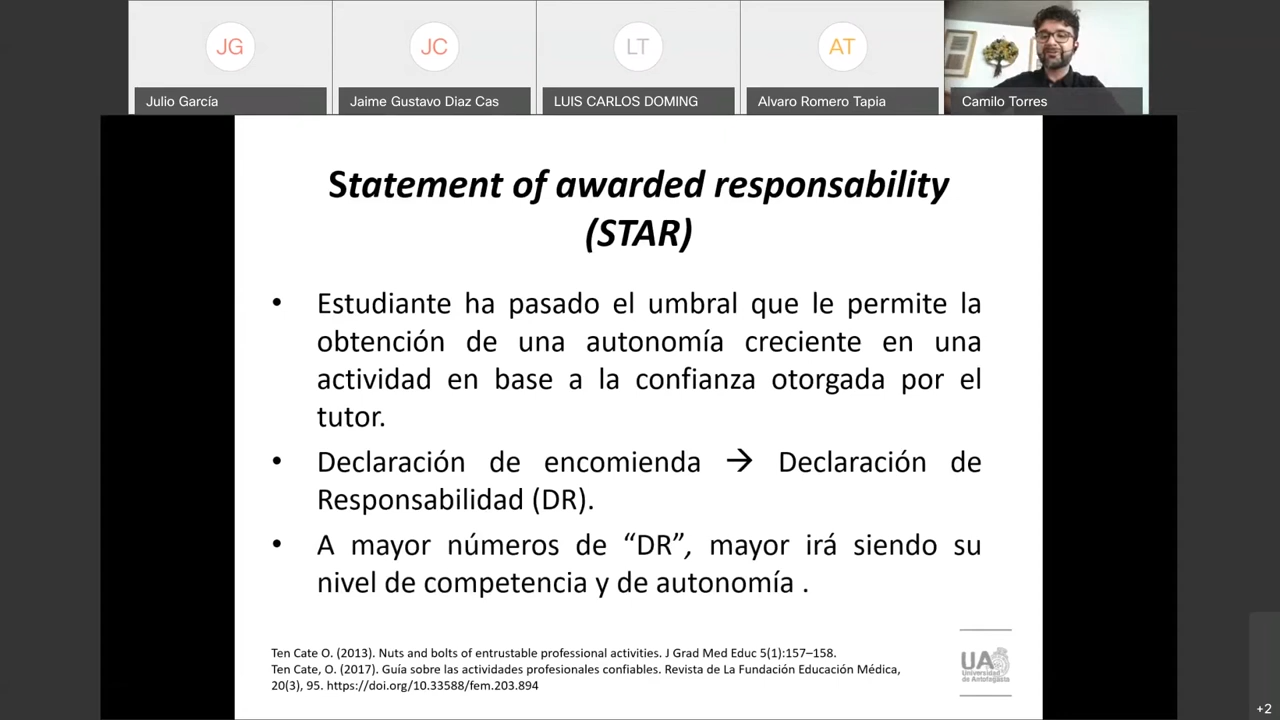 JG
JC
LT
AT
Julio García
Jaime Gustavo Diaz Cas
LUIS CARLOS DOMING
Alvaro Romero Tapia
Camilo Torres
Statement of awarded responsability
(STAR)
• Estudiante ha pasado el umbral que le permite la
obtención de una autonomía creciente en una
actividad en base a la confianza otorgada por el
tutor.
• Declaración de encomienda → Declaración de
Responsabilidad (DR).
• A mayor números de “DR”, mayor irá siendo su
nivel de competencia y de autonomía .
Ten Cate O. (2013). Nuts and bolts of entrustable professional activities. J Grad Med Educ 5(1):157–158.
Ten Cate, O. (2017). Guía sobre las actividades profesionales confiables. Revista de La Fundación Educación Médica,
20(3), 95. https://doi.org/10.33588/fem.203.894
UA
Universidad
de Antofagasta
+2